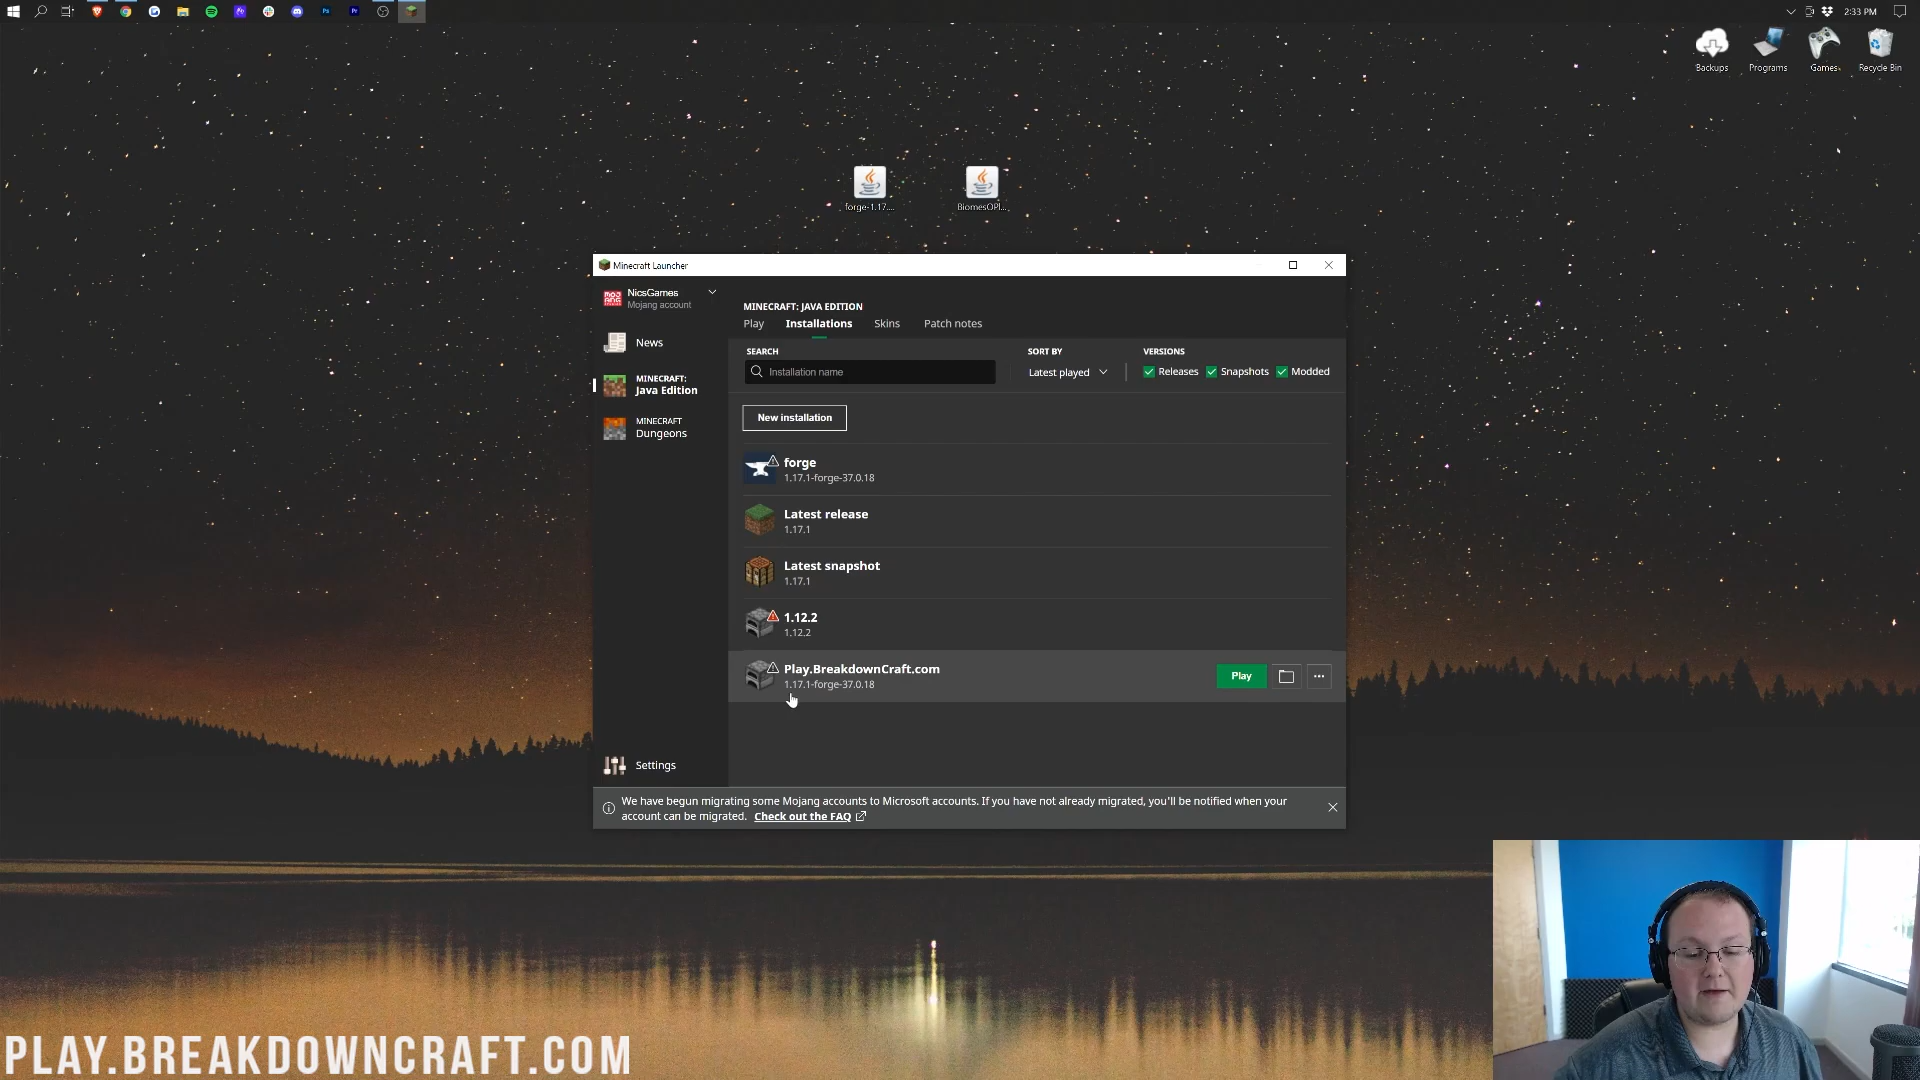 2:33 PM
Backups
Programs
Games
Recycle Bin
forge-1.17....
BiomesOPl...
Minecraft Launcher
NicsGames
Mojang account
News
MINECRAFT:
Java Edition
MINECRAFT
Dungeons
Settings
MINECRAFT: JAVA EDITION
Play
Installations
Skins
Patch notes
SEARCH
Installation name
SORT BY
Latest played
VERSIONS
Releases
Snapshots
Modded
New installation
forge
1.17.1-forge-37.0.18
Latest release
1.17.1
Latest snapshot
1.17.1
1.12.2
1.12.2
Play.BreakdownCraft.com
1.17.1-forge-37.0.18
Play
We have begun migrating some Mojang accounts to Microsoft accounts. If you have not already migrated, you'll be notified when your
account can be migrated. Check out the FAQ
PLAY.BREAKDOWNCRAFT.COM